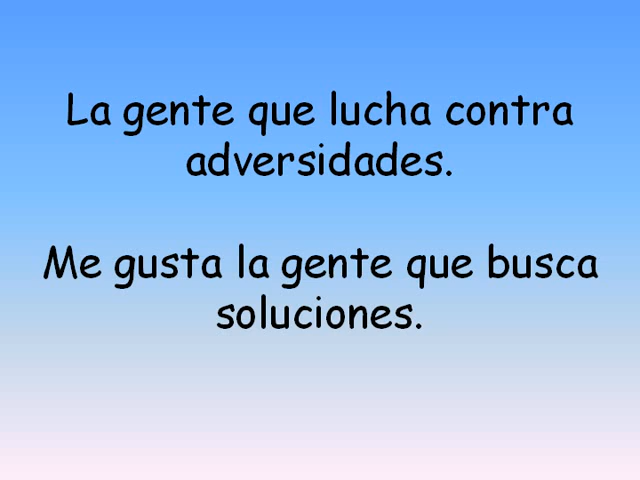 La gente que lucha contra
adversidades.
Me gusta la gente que busca
soluciones.